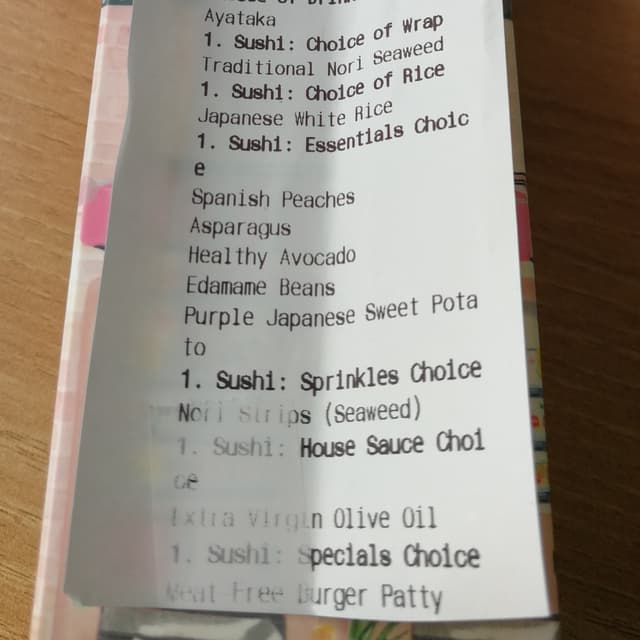 Ayataka
1. Sushi: Choice of Wrap
Traditional Nori Seaweed
1. Sushi: Choice of Rice
Japanese White Rice
1. Sushi: Essentials Choic
e
Spanish Peaches
Asparagus
Healthy Avocado
Edamame Beans
Purple Japanese Sweet Pota
to
1. Sushi: Sprinkles Choice
Nori Strips (Seaweed)
1. Sushi: House Sauce Choi
ce
Extra Virgin Olive Oil
1. Sushi: Specials Choice
Meat Free Burger Patty